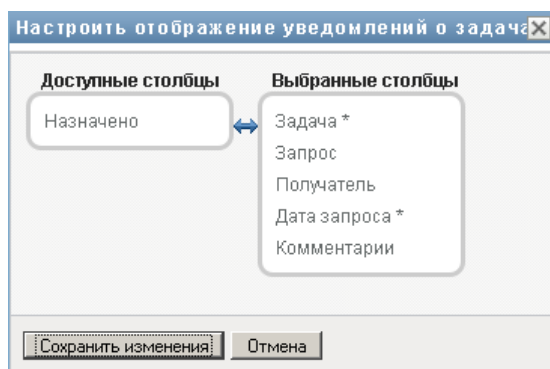 Настроить отображение уведомлений о задача
Доступные столбцы
Выбранные столбцы
Назначено
Задача *
Запрос
Получатель
Дата запроса *
Комментарии
Сохранить изменения
Отмена